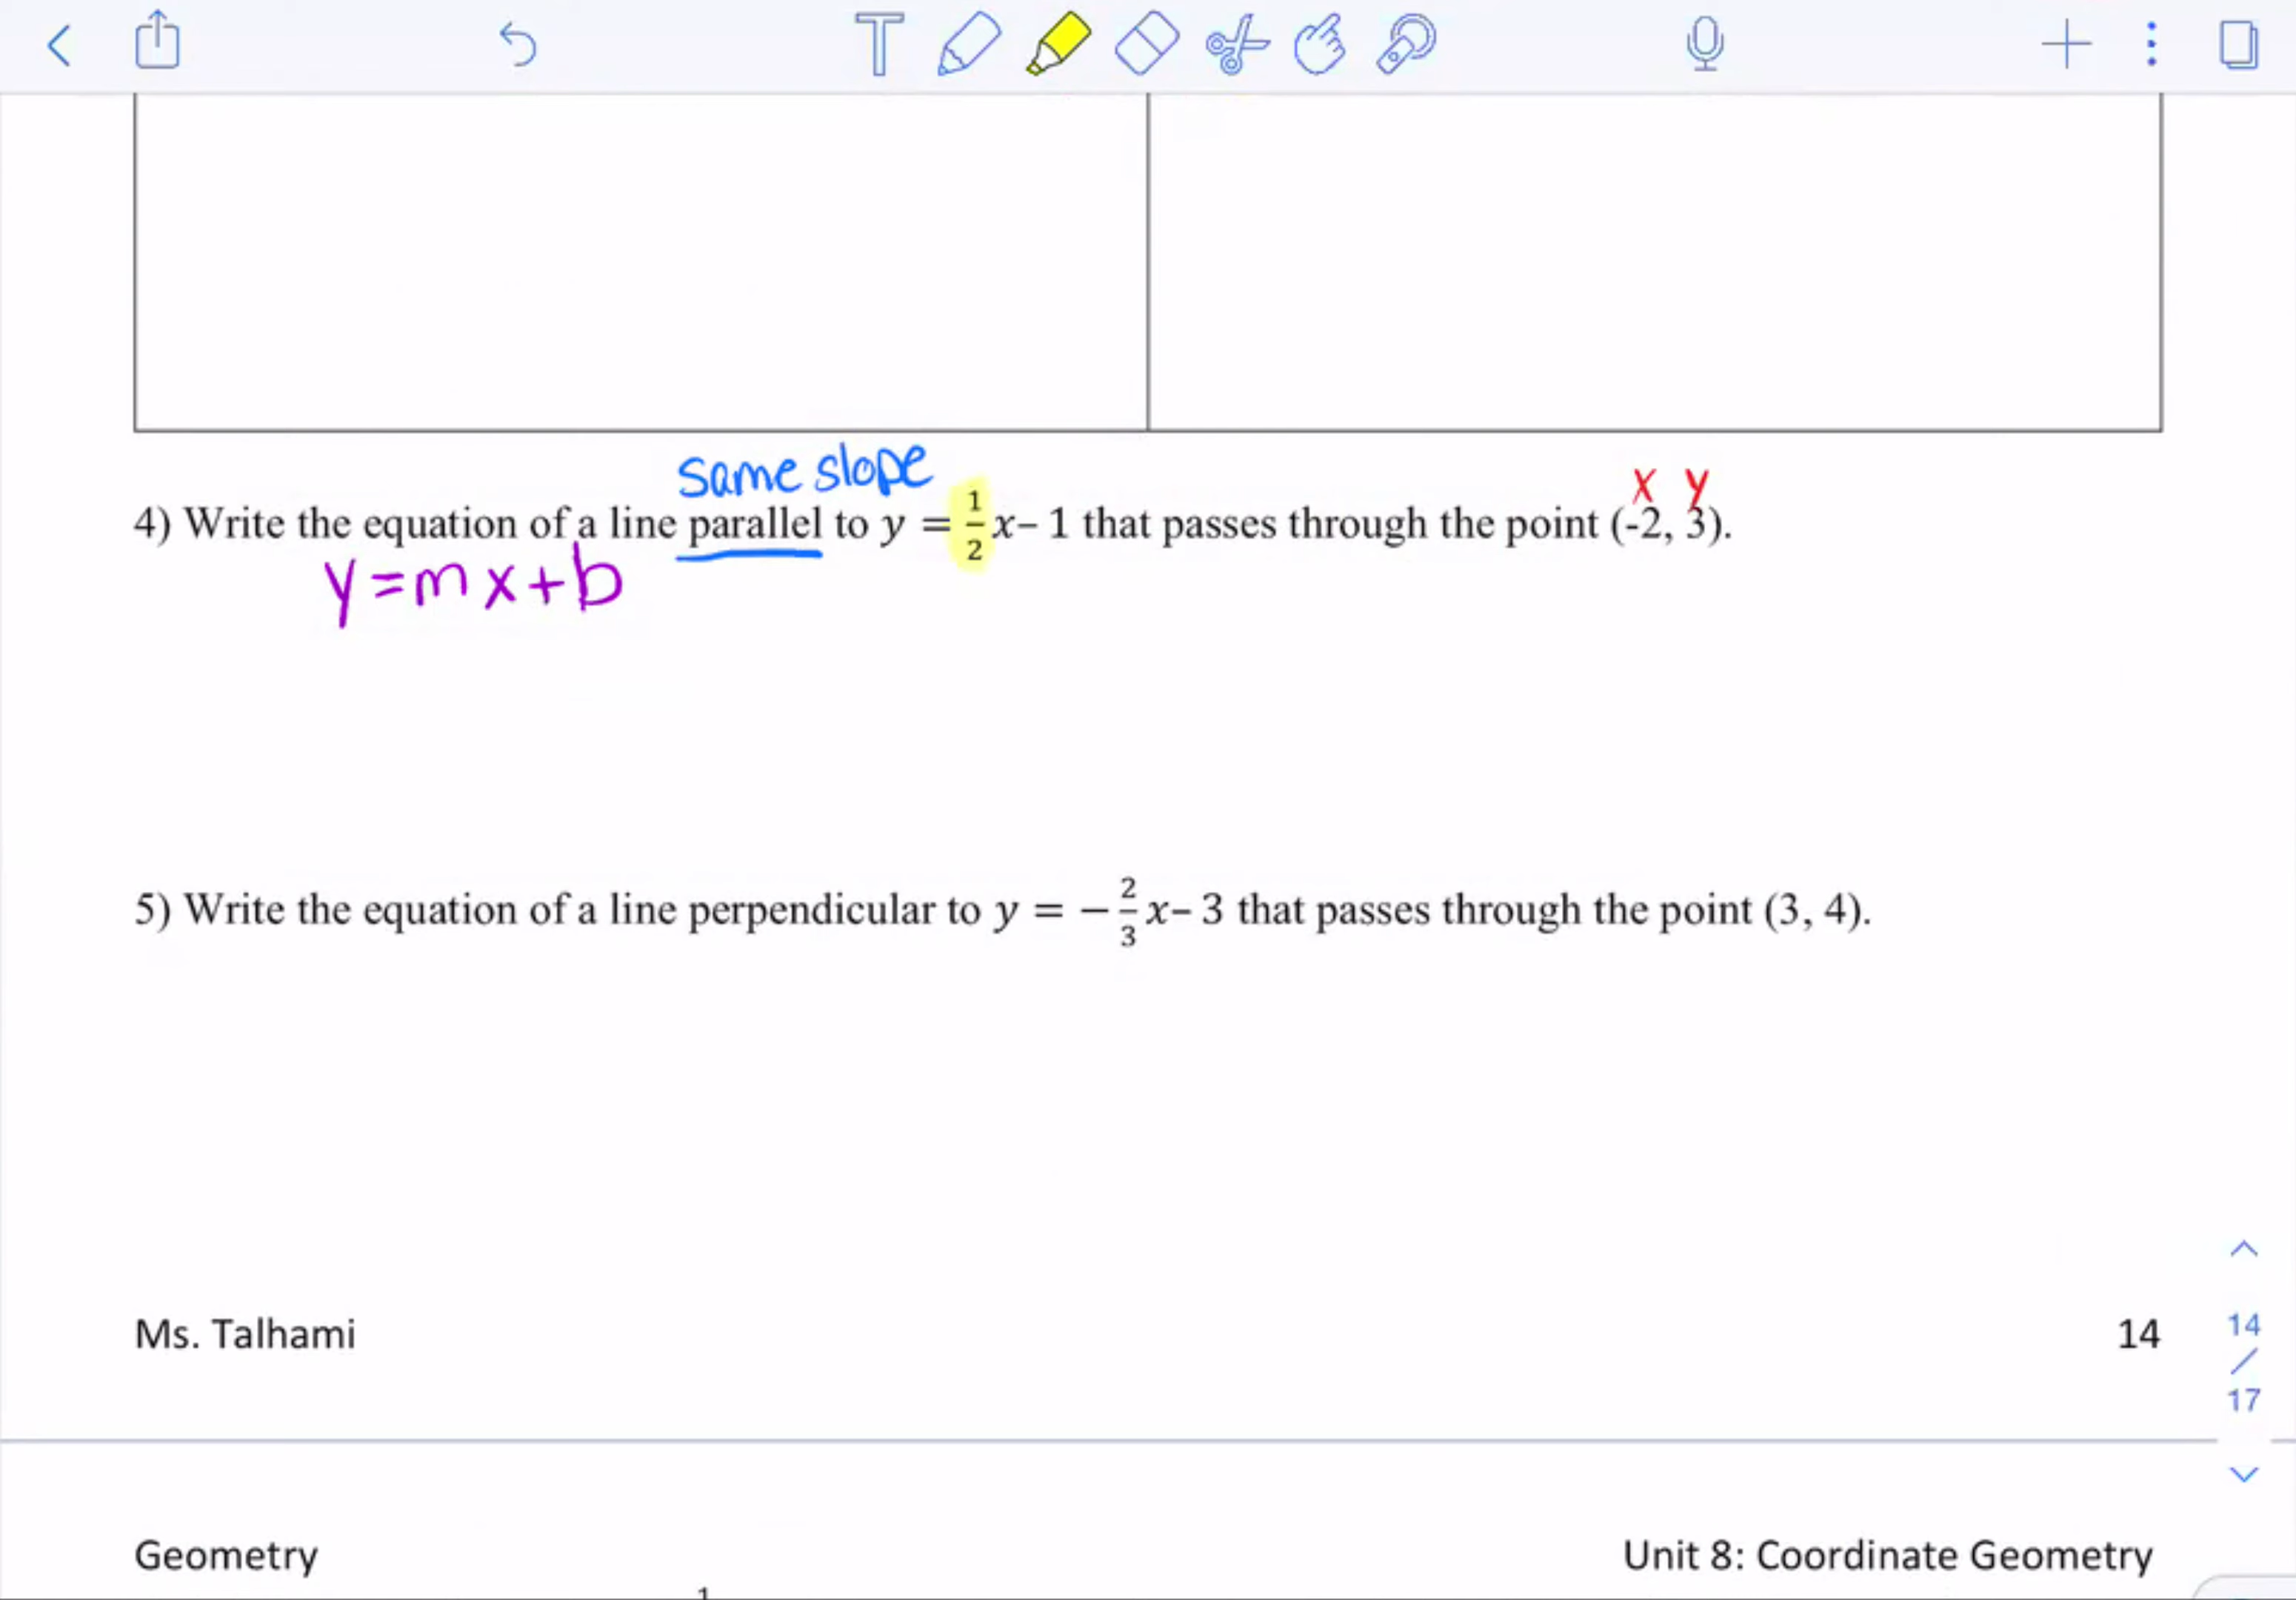 same slope
x y
4) Write the equation of a line parallel to y = 1/2 x – 1 that passes through the point (-2, 3).
y = mx + b
5) Write the equation of a line perpendicular to y = – 2/3 x – 3 that passes through the point (3, 4).
Ms. Talhami 14
14
/
17
Geometry Unit 8: Coordinate Geometry
1